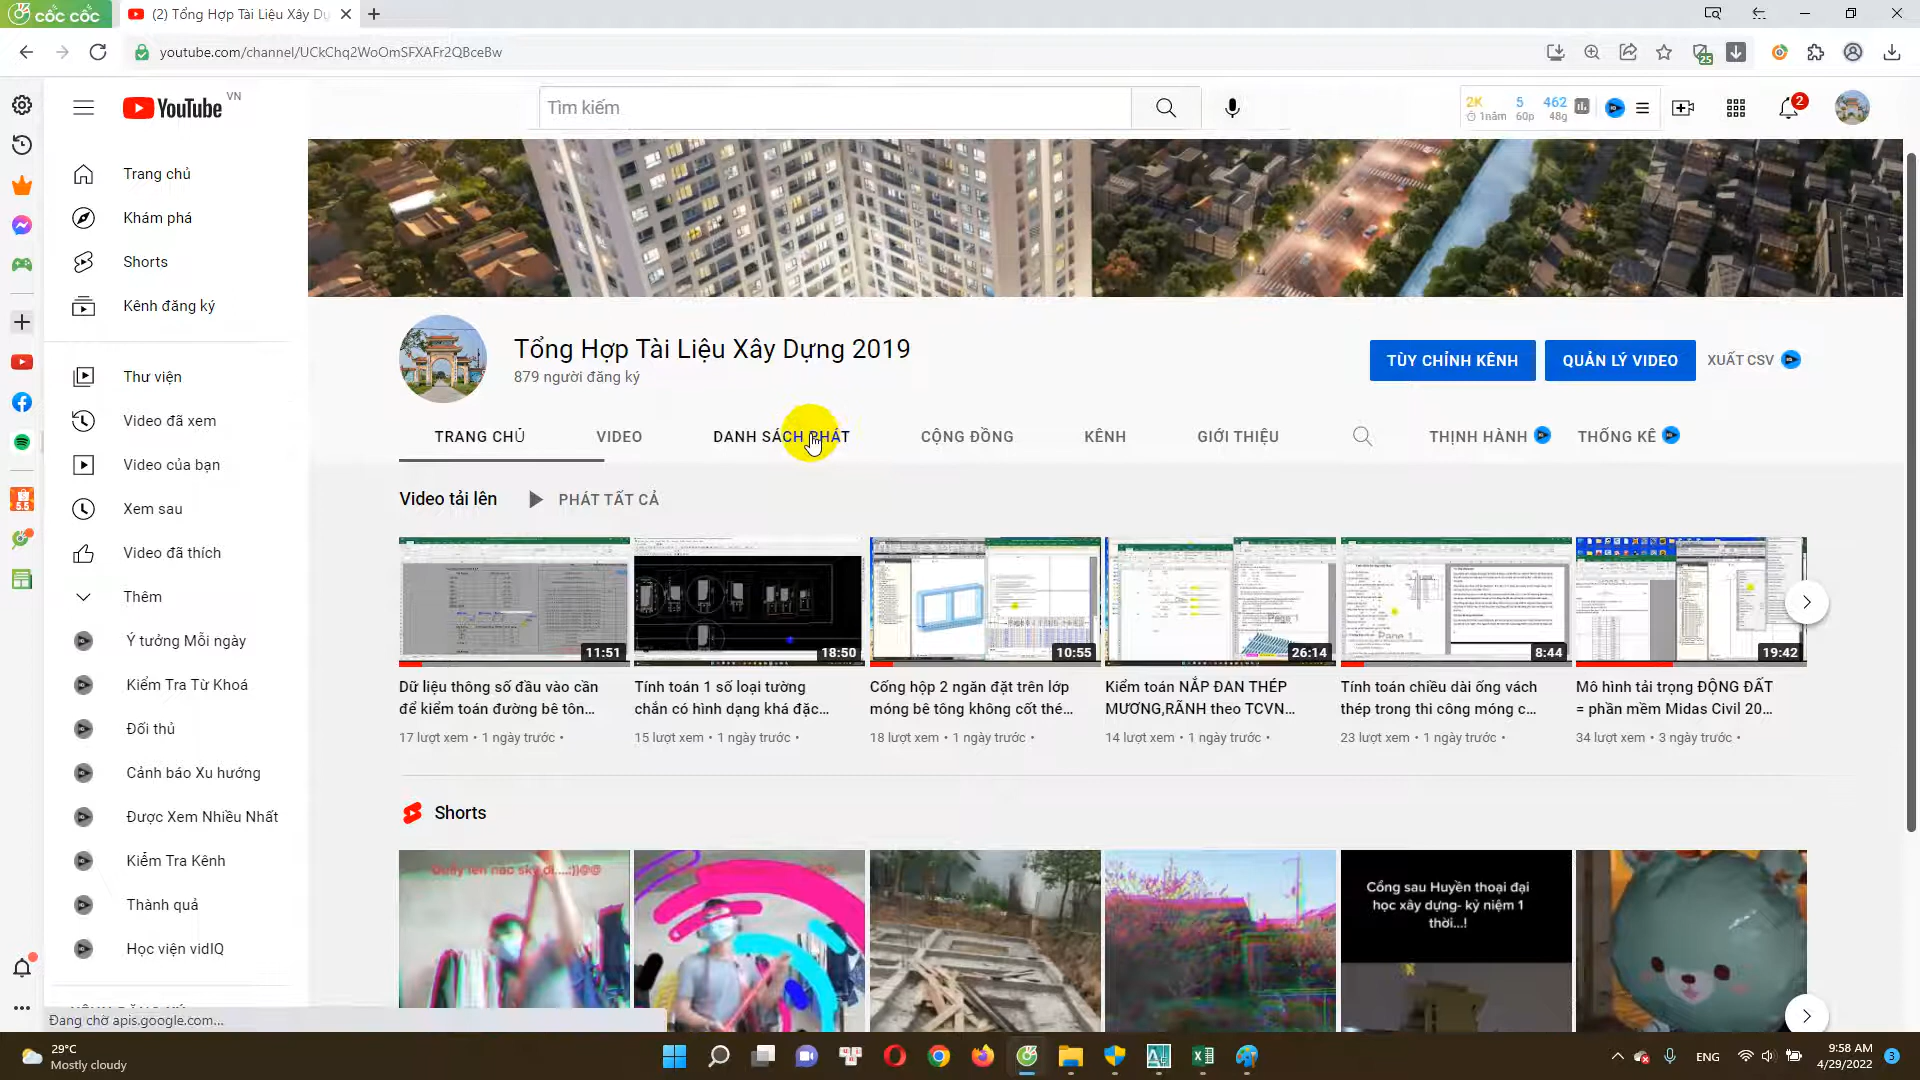 cốc cốc
(2) Tổng Hợp Tài Liệu Xây Dự
youtube.com/channel/UCkChq2WoOmSFXAFr2QBceBw
25
YouTube VN
Tìm kiếm
2K 5 462
1năm 60p 48g
2
Trang chủ
Khám phá
Shorts
Kênh đăng ký
Thư viện
Video đã xem
Video của bạn
Xem sau
Video đã thích
Thêm
Ý tưởng Mỗi ngày
Kiểm Tra Từ Khoá
Đối thủ
Cảnh báo Xu hướng
Được Xem Nhiều Nhất
Kiểm Tra Kênh
Thành quả
Học viện vidIQ
Đang chờ apis.google.com...
Tổng Hợp Tài Liệu Xây Dựng 2019
879 người đăng ký
TÙY CHỈNH KÊNH
QUẢN LÝ VIDEO
XUẤT CSV
TRANG CHỦ
VIDEO
DANH SÁCH PHÁT
CỘNG ĐỒNG
KÊNH
GIỚI THIỆU
THỊNH HÀNH
THỐNG KÊ
Video tải lên
PHÁT TẤT CẢ
11:51
18:50
10:55
26:14
8:44
19:42
Dữ liệu thông số đầu vào cần
để kiểm toán đường bê tôn...
17 lượt xem • 1 ngày trước •
Tính toán 1 số loại tường
chắn có hình dạng khá đặc...
15 lượt xem • 1 ngày trước •
Cống hộp 2 ngăn đặt trên lớp
móng bê tông không cốt thé...
18 lượt xem • 1 ngày trước •
Kiểm toán NẮP ĐAN THÉP
MƯƠNG,RÃNH theo TCVN...
14 lượt xem • 1 ngày trước •
Tính toán chiều dài ống vách
thép trong thi công móng c...
23 lượt xem • 1 ngày trước •
Mô hình tải trọng ĐỘNG ĐẤT
= phần mềm Midas Civil 20...
34 lượt xem • 3 ngày trước •
Shorts
Cổng sau Huyền thoại đại
học xây dựng- kỷ niệm 1
thời...!
29°C
Mostly cloudy
ENG
9:58 AM
4/29/2022
3